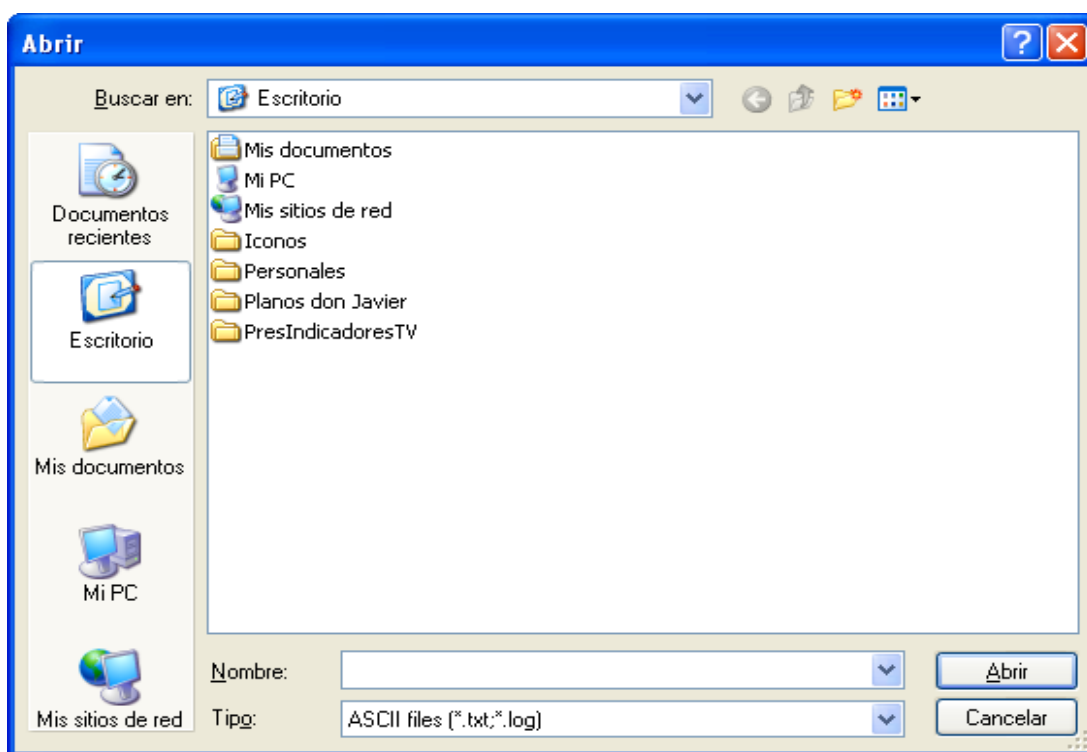 Abrir
Buscar en:
Escritorio
Documentos
recientes
Escritorio
Mis documentos
Mi PC
Mis sitios de red
Mis documentos
Mi PC
Mis sitios de red
Iconos
Personales
Planos don Javier
PresIndicadoresTV
Nombre:
Abrir
Tipo:
ASCII files (*.txt;*.log)
Cancelar